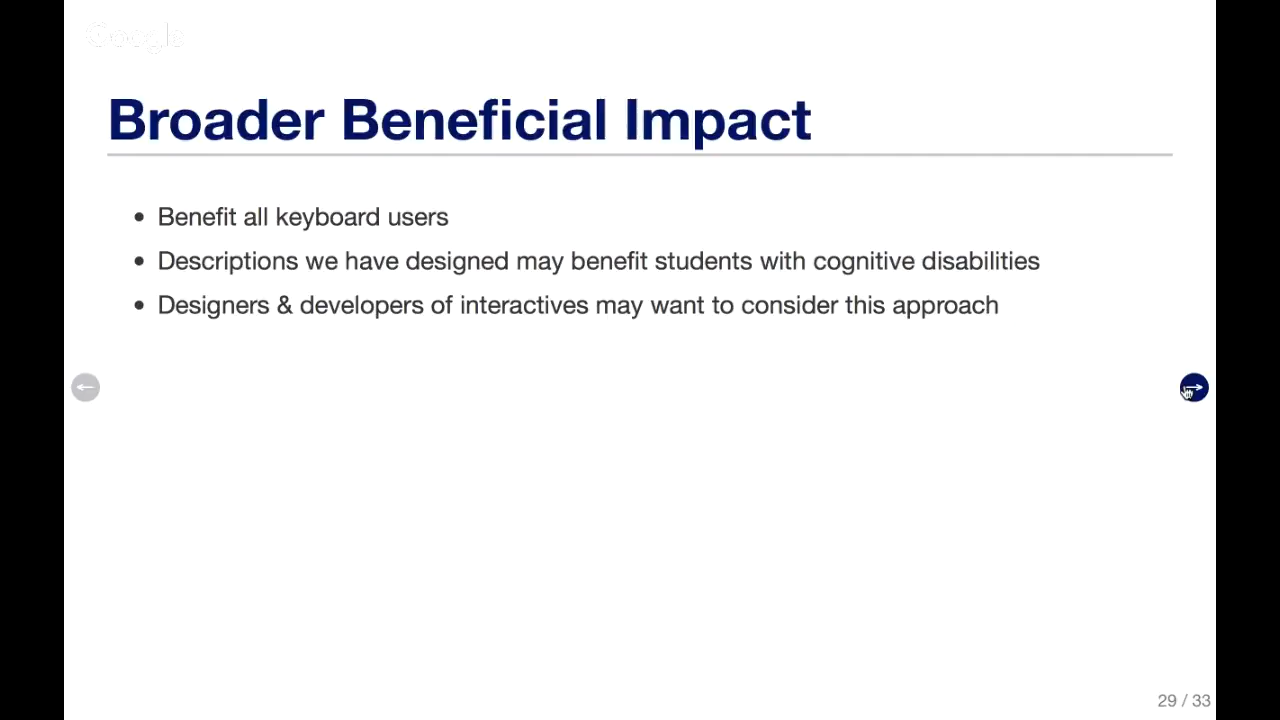 Google
Broader Beneficial Impact
• Benefit all keyboard users
• Descriptions we have designed may benefit students with cognitive disabilities
• Designers & developers of interactives may want to consider this approach
29 / 33